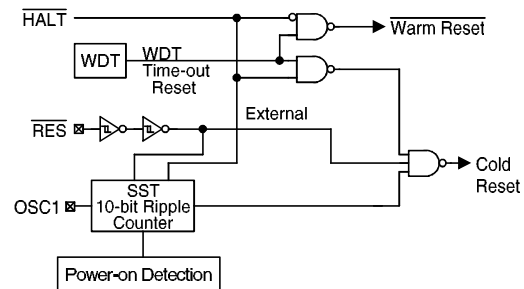 HALT
Warm Reset
WDT
WDT
Time-out
Reset
RES
External
Cold
Reset
OSC1
SST
10-bit Ripple
Counter
Power-on Detection